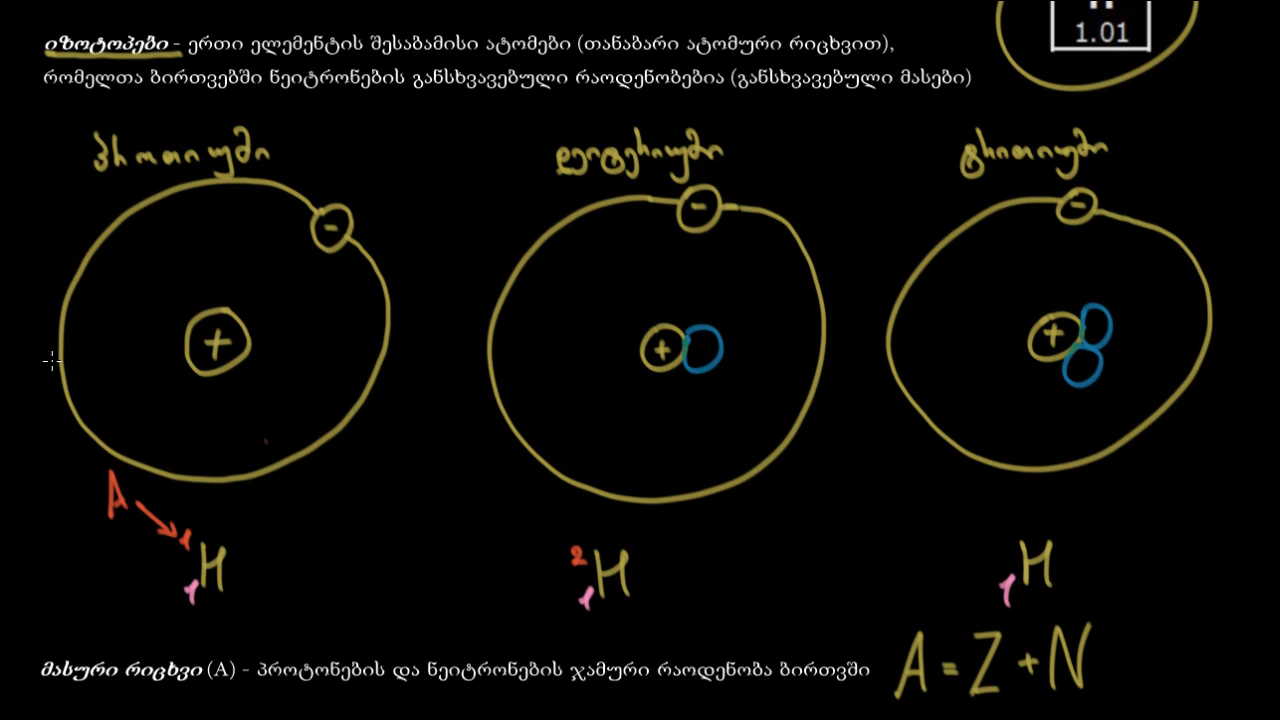 იზოტოპები - ერთი ელემენტის შესაბამისი ატომები (თანაბარი ატომური რიცხვით),
რომელთა ბირთვებში ნეიტრონების განსხვავებული რაოდენობებია (განსხვავებული მასები)
1.01
პროთიუმი დეიტერიუმი ტრითიუმი
- - -
+ + +
A
1 1 H 2 1 H 1 H
მასური რიცხვი (A) - პროტონების და ნეიტრონების ჯამური რაოდენობა ბირთვში
A = Z + N